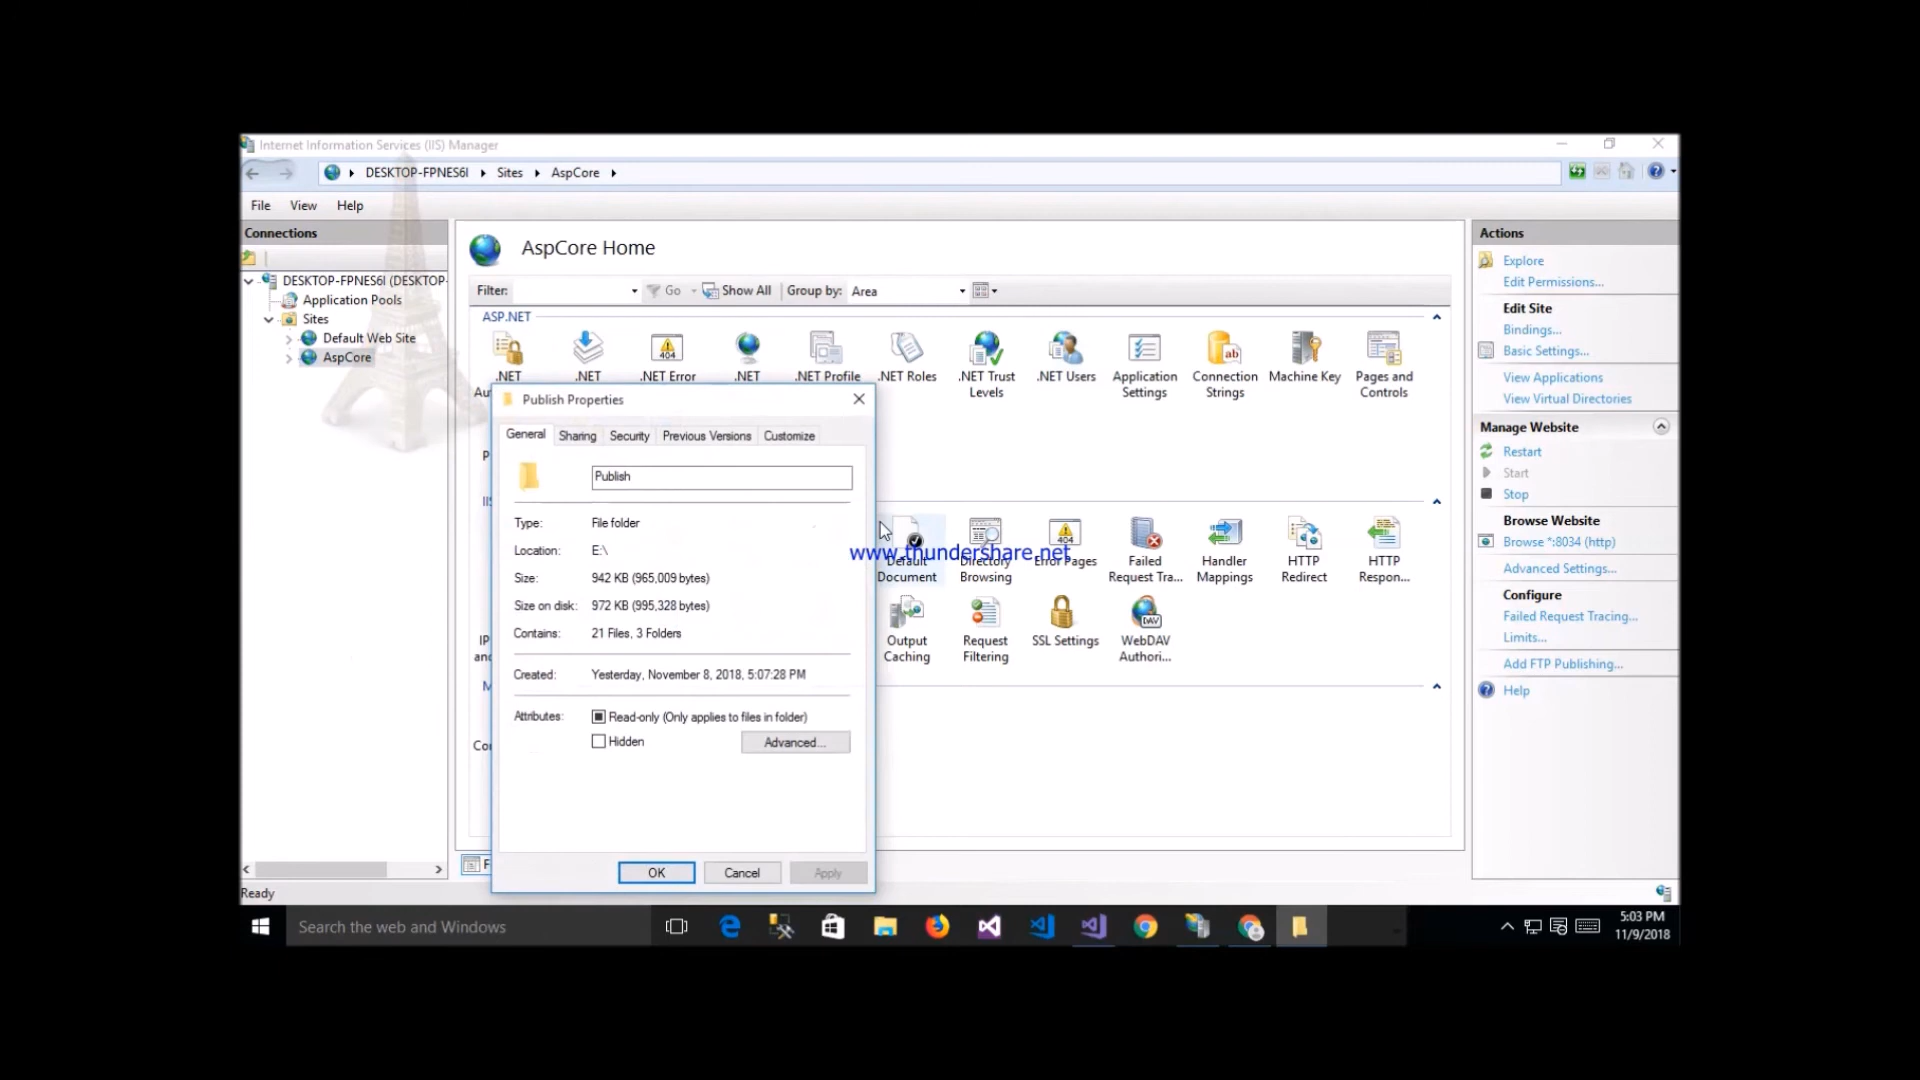 Internet Information Services (IIS) Manager
DESKTOP-FPNES6I Sites AspCore
File View Help
Connections
DESKTOP-FPNES6I (DESKTOP-
Application Pools
Sites
Default Web Site
AspCore
AspCore Home
Filter: Go Show All Group by: Area
ASP.NET
.NET
.NET
.NET Error
.NET
.NET Profile
.NET Roles
.NET Trust
Levels
.NET Users
Application
Settings
Connection
Strings
Machine Key
Pages and
Controls
Publish Properties
General Sharing Security Previous Versions Customize
Publish
Type: File folder
Location: E:\
Size: 942 KB (965,009 bytes)
Size on disk: 972 KB (995,328 bytes)
Contains: 21 Files, 3 Folders
Created: Yesterday, November 8, 2018, 5:07:28 PM
Attributes: Read-only (Only applies to files in folder)
Hidden Advanced...
OK Cancel Apply
www.thundershare.net
Default
Document
Directory
Browsing
Error Pages
Failed
Request Tra...
Handler
Mappings
HTTP
Redirect
HTTP
Respon...
Output
Caching
Request
Filtering
SSL Settings
WebDAV
Authori...
Actions
Explore
Edit Permissions...
Edit Site
Bindings...
Basic Settings...
View Applications
View Virtual Directories
Manage Website
Restart
Start
Stop
Browse Website
Browse *:8034 (http)
Advanced Settings...
Configure
Failed Request Tracing...
Limits...
Add FTP Publishing...
Help
Ready
Search the web and Windows
5:03 PM
11/9/2018